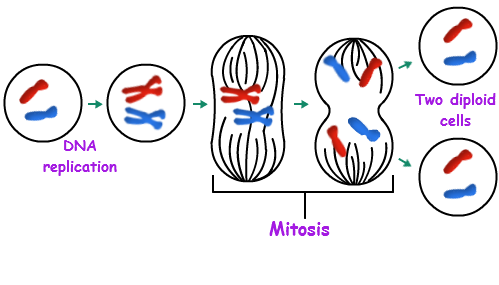 DNA
replication
Two diploid
cells
Mitosis